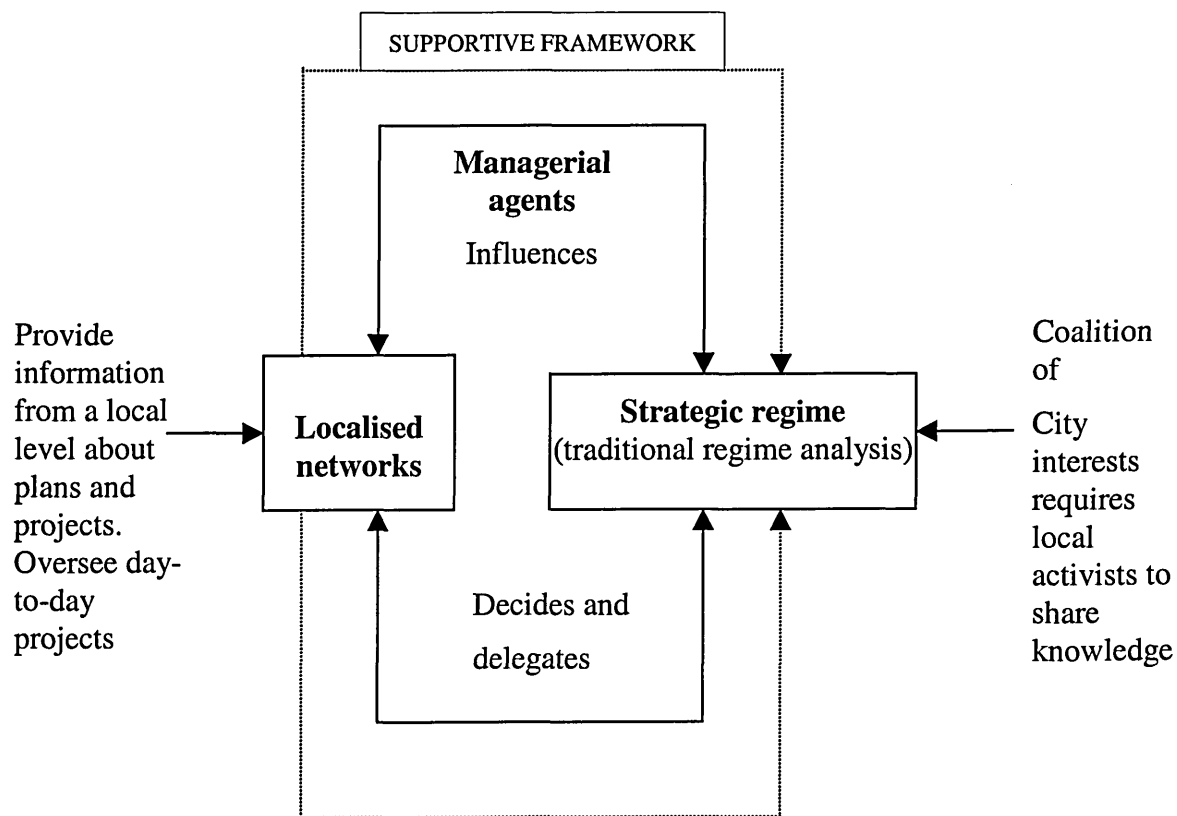 SUPPORTIVE FRAMEWORK
Managerial
agents
Influences
Provide
information
from a local
level about
plans and
projects.
Oversee day-
to-day
projects
Localised
networks
Strategic regime
(traditional regime analysis)
Coalition
of
City
interests
requires
local
activists to
share
knowledge
Decides and
delegates